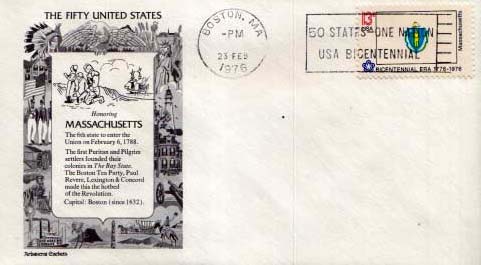 THE FIFTY UNITED STATES
Honoring
MASSACHUSETTS
The 6th state to enter the
Union on February 6, 1788.
The first Puritan and Pilgrim
settlers founded their
colonies in The Bay State.
The Boston Tea Party, Paul
Revere, Lexington & Concord
made this the hotbed
of the Revolution.
Capital: Boston (since 1632).
Aristocrat Cachets
BOSTON, MA
-PM
23 FEB
1976
50 STATES-ONE NATION
USA BICENTENNIAL
13¢
USA
Massachusetts
BICENTENNIAL ERA 1776-1976